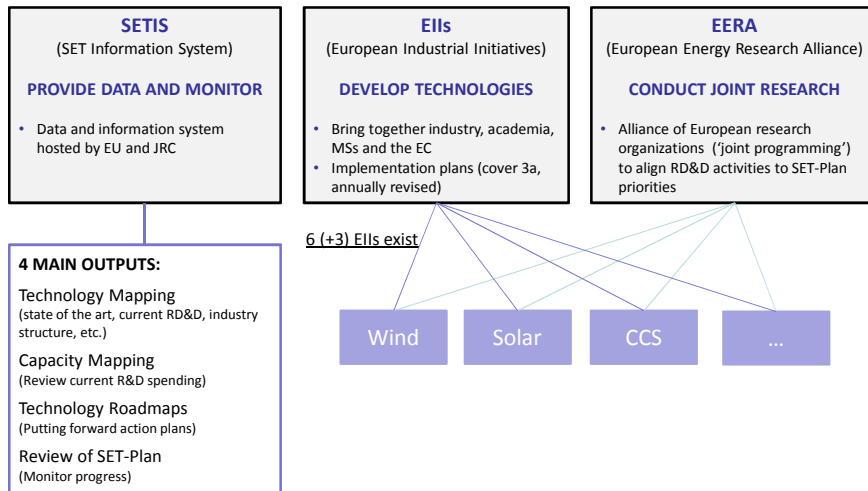 SETIS
(SET Information System)
PROVIDE DATA AND MONITOR
• Data and information system
hosted by EU and JRC
EIIs
(European Industrial Initiatives)
DEVELOP TECHNOLOGIES
• Bring together industry, academia,
MSs and the EC
• Implementation plans (cover 3a,
annually revised)
EERA
(European Energy Research Alliance)
CONDUCT JOINT RESEARCH
• Alliance of European research
organizations (‘joint programming’)
to align RD&D activities to SET-Plan
priorities
6 (+3) EIIs exist
4 MAIN OUTPUTS:
Technology Mapping
(state of the art, current RD&D, industry
structure, etc.)
Capacity Mapping
(Review current R&D spending)
Technology Roadmaps
(Putting forward action plans)
Review of SET-Plan
(Monitor progress)
Wind
Solar
CCS
...